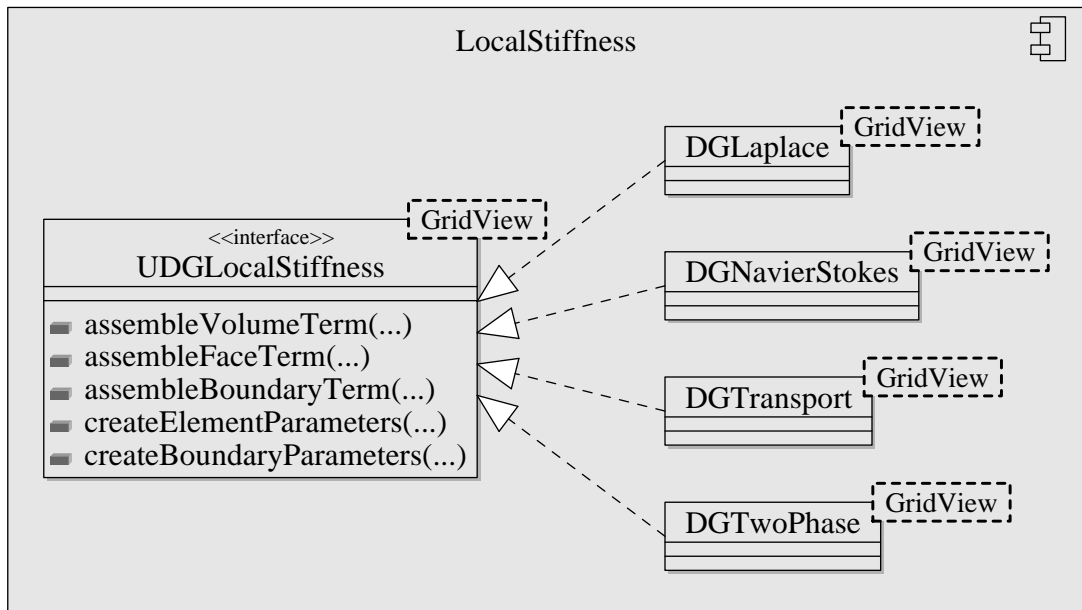 LocalStiffness
GridView
DGLaplace
GridView
<<interface>>
UDGLocalStiffness
assembleVolumeTerm(...)
assembleFaceTerm(...)
assembleBoundaryTerm(...)
createElementParameters(...)
createBoundaryParameters(...)
GridView
DGNavierStokes
GridView
DGTransport
GridView
DGTwoPhase